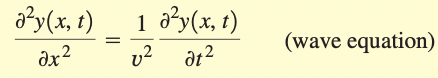 ∂²y(x, t)/∂x² = 1/v² ∂²y(x, t)/∂t² (wave equation)